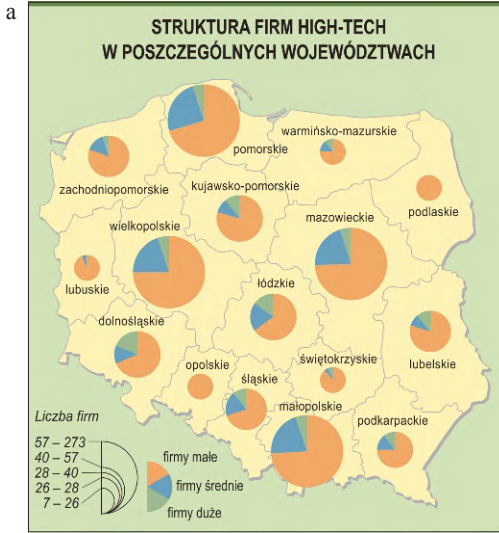 a
STRUKTURA FIRM HIGH-TECH
W POSZCZEGÓLNYCH WOJEWÓDZTWACH
warmińsko-mazurskie
pomorskie
zachodniopomorskie
kujawsko-pomorskie
podlaskie
mazowieckie
wielkopolskie
lubuskie
łódzkie
dolnośląskie
lubelskie
opolskie
świętokrzyskie
śląskie
małopolskie
podkarpackie
Liczba firm
57 – 273
40 – 57
28 – 40
26 – 28
7 – 26
firmy małe
firmy średnie
firmy duże